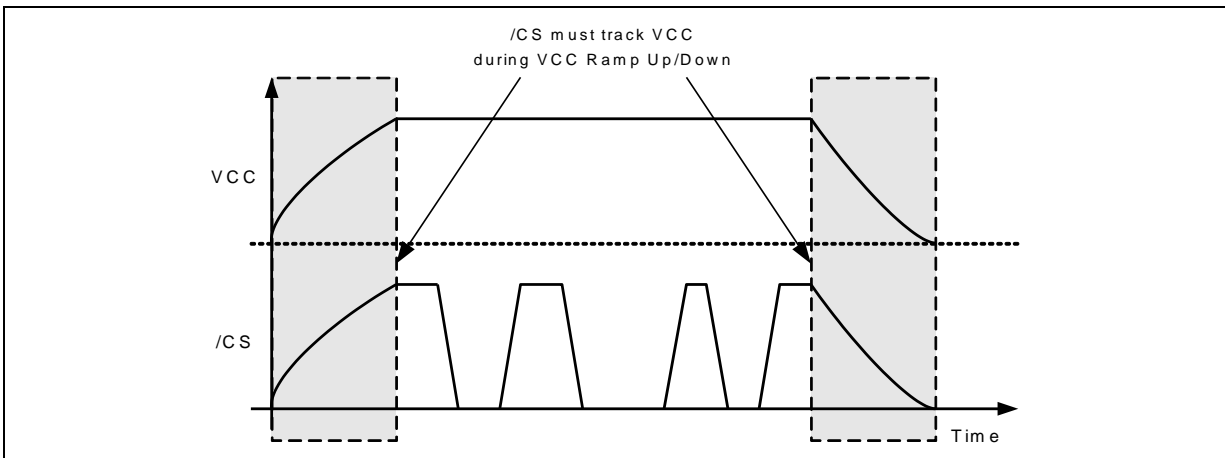 /CS must track VCC
during VCC Ramp Up/Down
VCC
/CS
Time